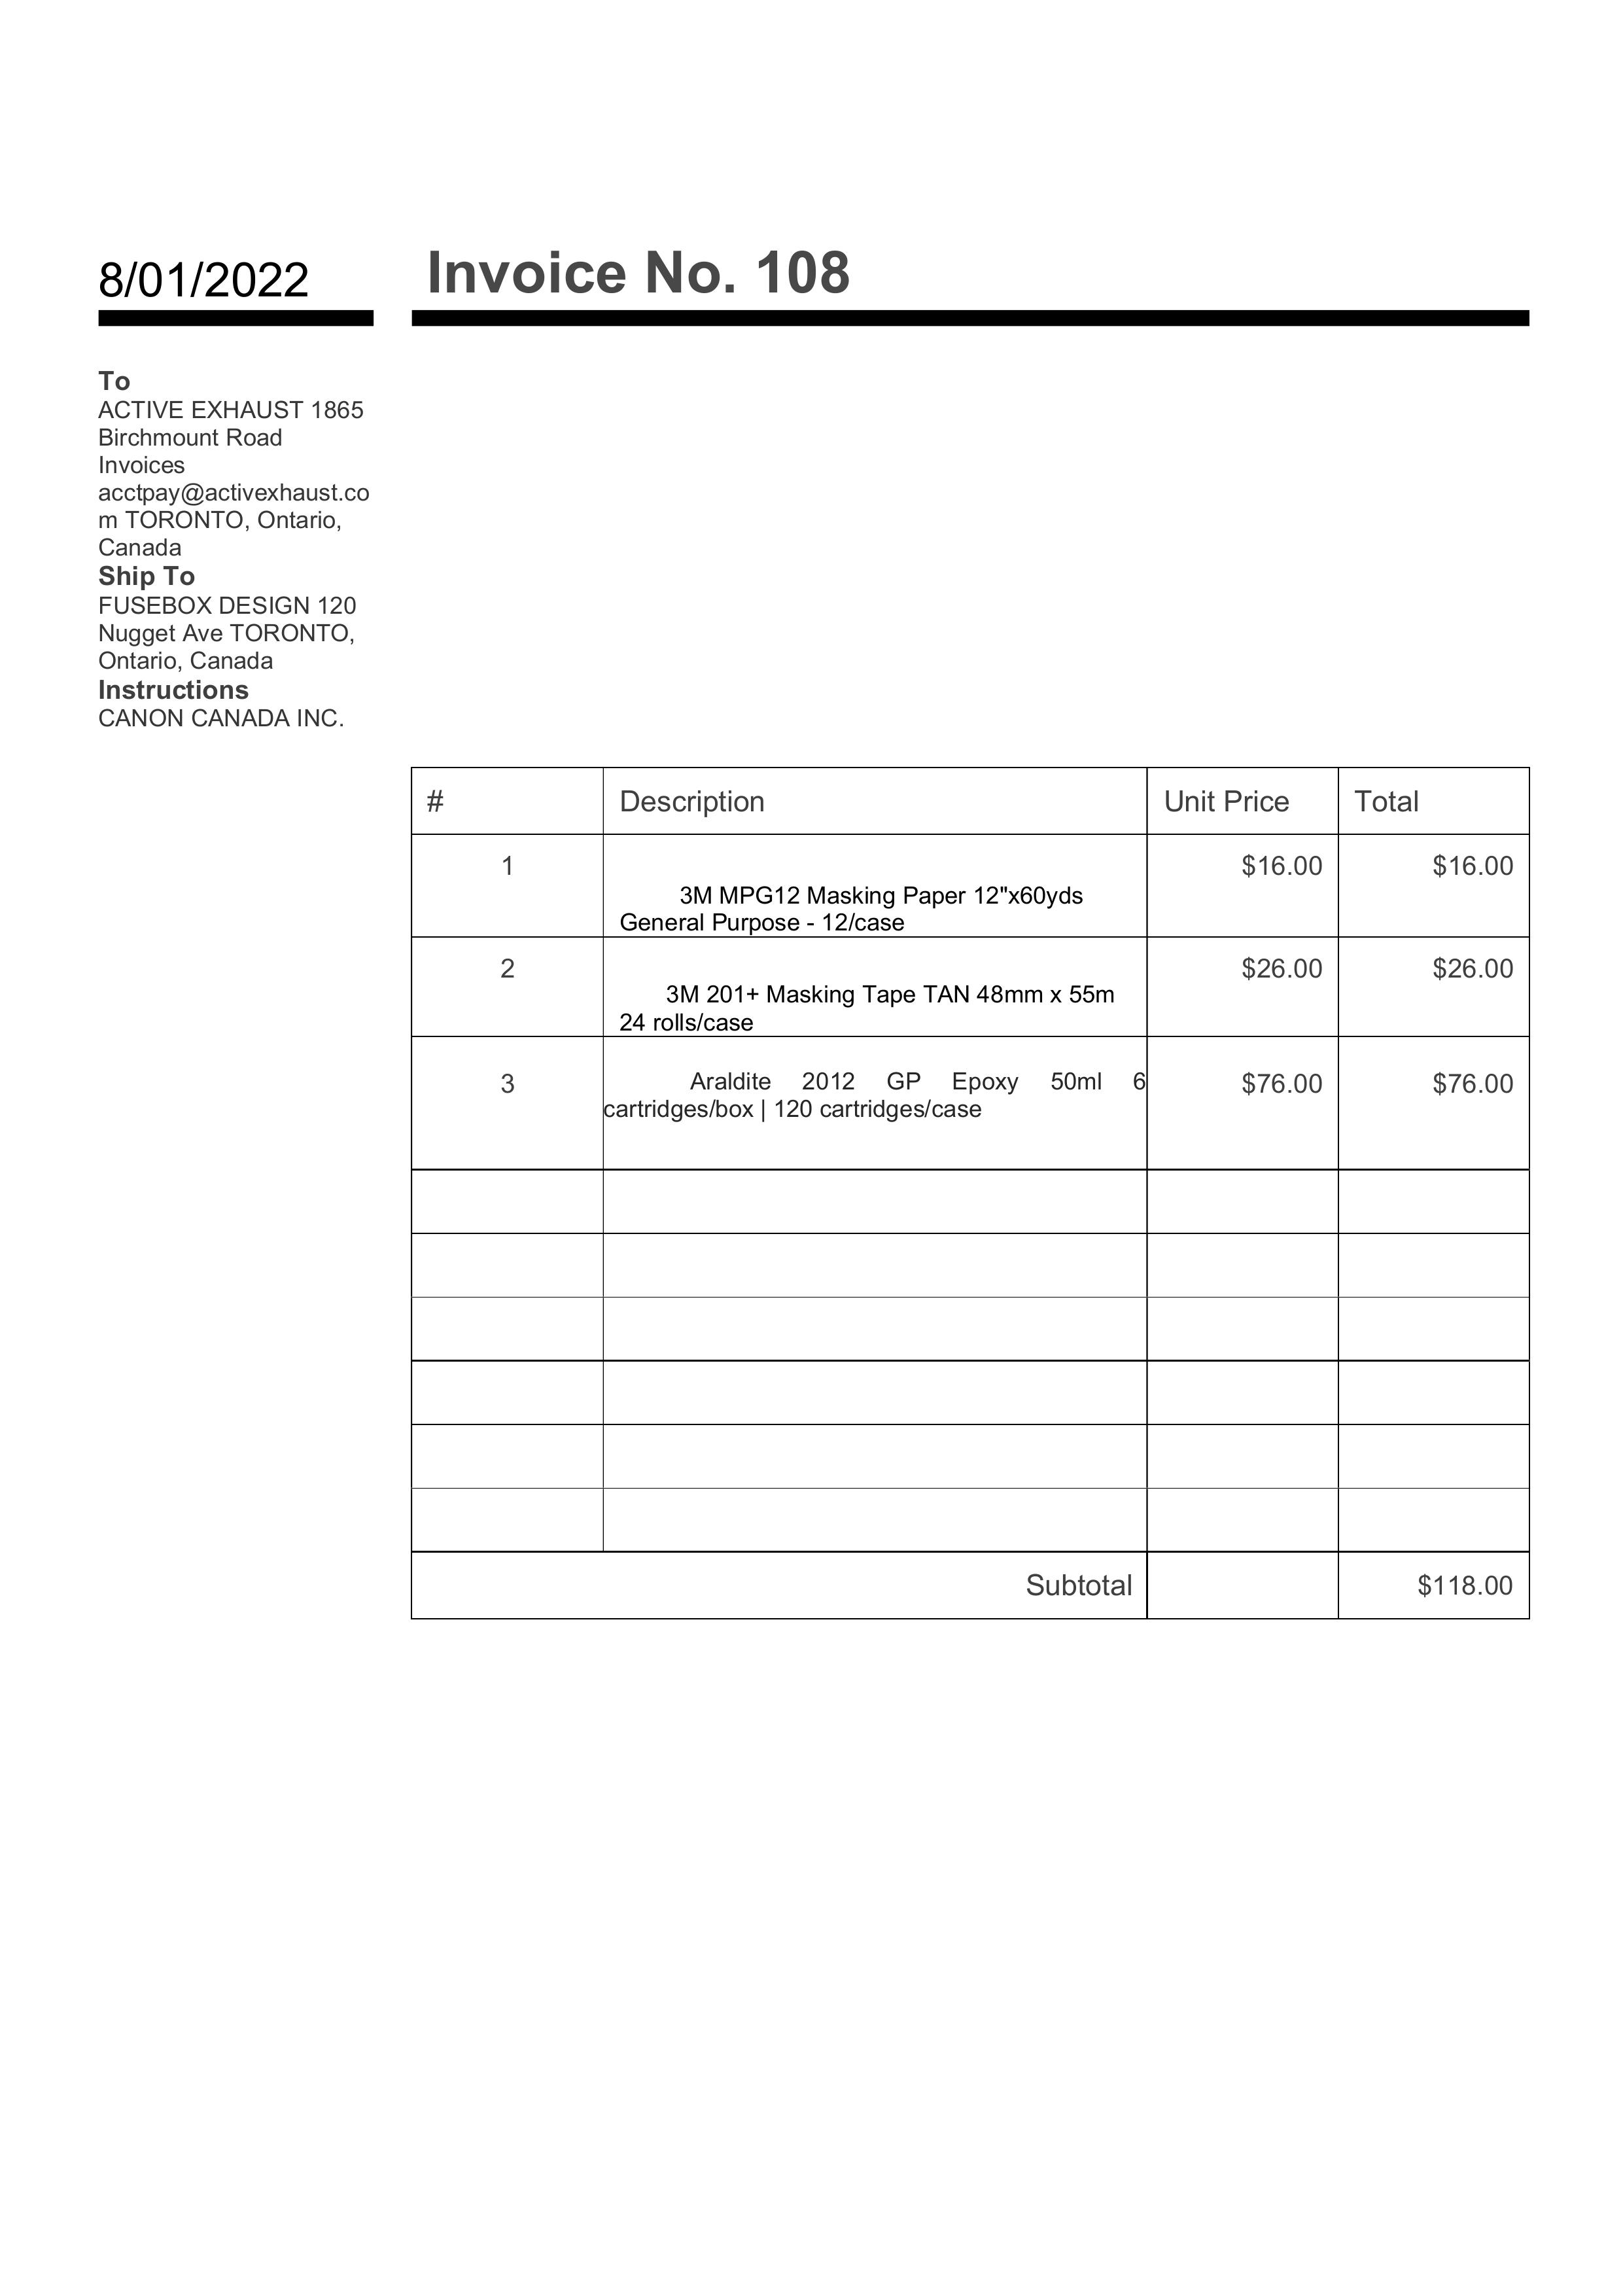 8/01/2022
Invoice No. 108
To
ACTIVE EXHAUST 1865
Birchmount Road
Invoices
acctpay@activexhaust.co
m TORONTO, Ontario,
Canada
Ship To
FUSEBOX DESIGN 120
Nugget Ave TORONTO,
Ontario, Canada
Instructions
CANON CANADA INC.
# Description Unit Price Total
1 $16.00 $16.00
3M MPG12 Masking Paper 12"x60yds
General Purpose - 12/case
2 $26.00 $26.00
3M 201+ Masking Tape TAN 48mm x 55m
24 rolls/case
3 Araldite 2012 GP Epoxy 50ml 6 $76.00 $76.00
cartridges/box | 120 cartridges/case
Subtotal $118.00